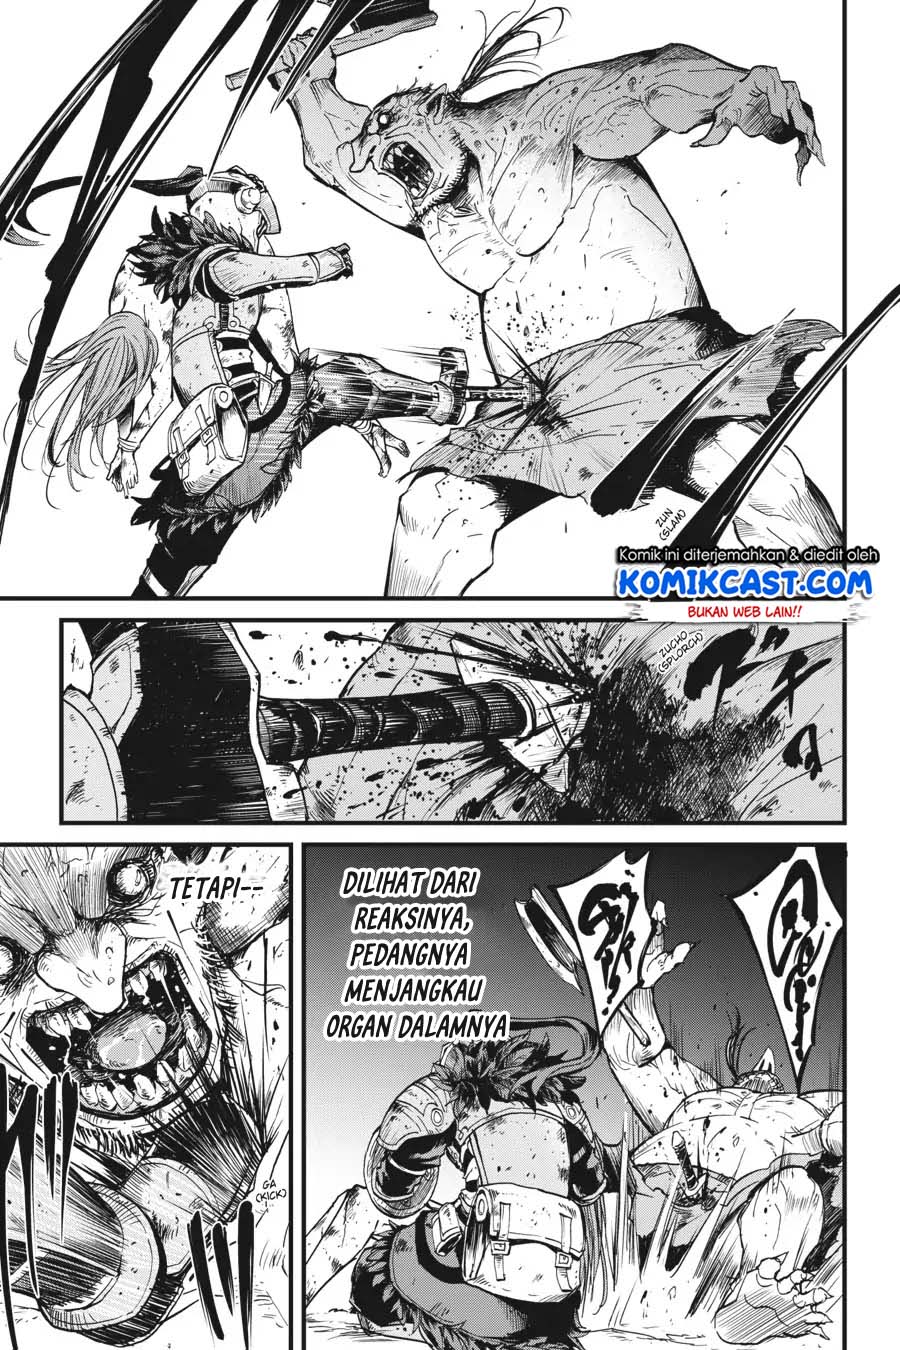 ZUN
(SLAM)
Komik ini diterjemahkan & diedit oleh
KOMIKCAST.COM
BUKAN WEB LAIN!!
ZUCHO
(SPLORCH)
DILIHAT DARI
REAKSINYA,
PEDANGNYA
MENJANGKAU
ORGAN DALAMNYA
TETAPI--
GA
(KICK)